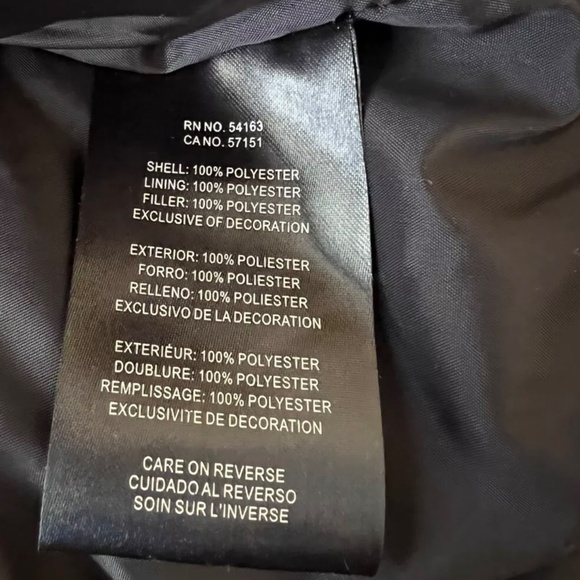 RN NO. 54163
CA NO. 57151
SHELL: 100% POLYESTER
LINING: 100% POLYESTER
FILLER: 100% POLYESTER
EXCLUSIVE OF DECORATION
EXTERIOR: 100% POLIESTER
FORRO: 100% POLIESTER
RELLENO: 100% POLIESTER
EXCLUSIVO DE LA DECORATION
EXTERIÉUR: 100% POLYESTER
DOUBLURE: 100% POLYESTER
REMPLISSAGE: 100% POLYESTER
EXCLUSIVITE DE DECORATION
CARE ON REVERSE
CUIDADO AL REVERSO
SOIN SUR L'INVERSE